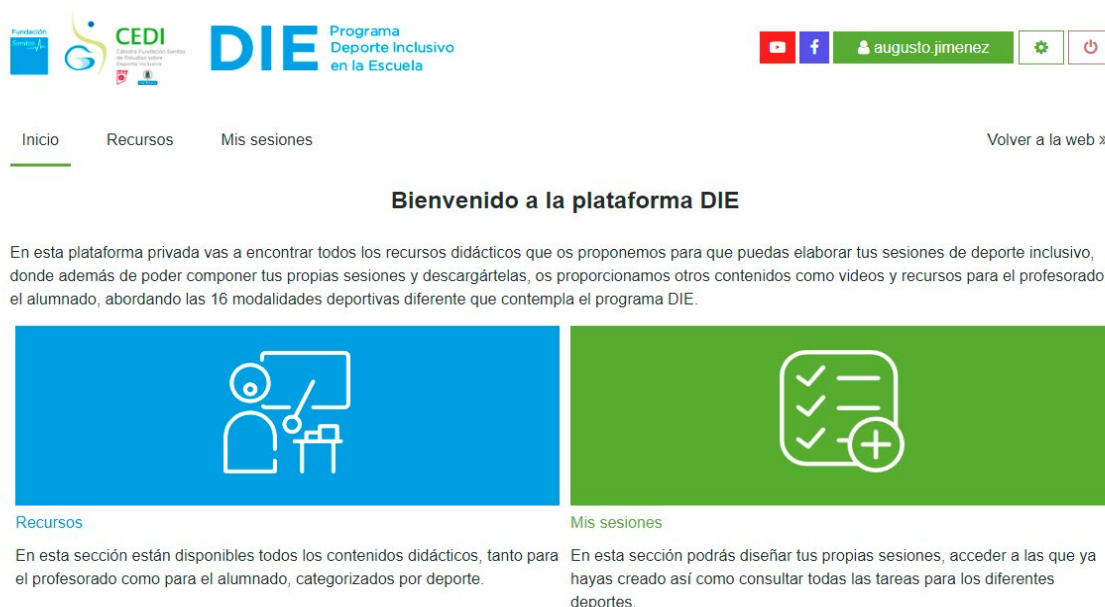 Fundación
Sanitas
CEDI
Cátedra Fundación Sanitas
de Estudios sobre
Deporte Inclusivo
DIE
Programa
Deporte Inclusivo
en la Escuela
augusto.jimenez
Inicio Recursos Mis sesiones Volver a la web »
Bienvenido a la plataforma DIE
En esta plataforma privada vas a encontrar todos los recursos didácticos que os proponemos para que puedas elaborar tus sesiones de deporte inclusivo,
donde además de poder componer tus propias sesiones y descargártelas, os proporcionamos otros contenidos como videos y recursos para el profesorado
el alumnado, abordando las 16 modalidades deportivas diferente que contempla el programa DIE.
Recursos
En esta sección están disponibles todos los contenidos didácticos, tanto para
el profesorado como para el alumnado, categorizados por deporte.
Mis sesiones
En esta sección podrás diseñar tus propias sesiones, acceder a las que ya
hayas creado así como consultar todas las tareas para los diferentes
deportes.